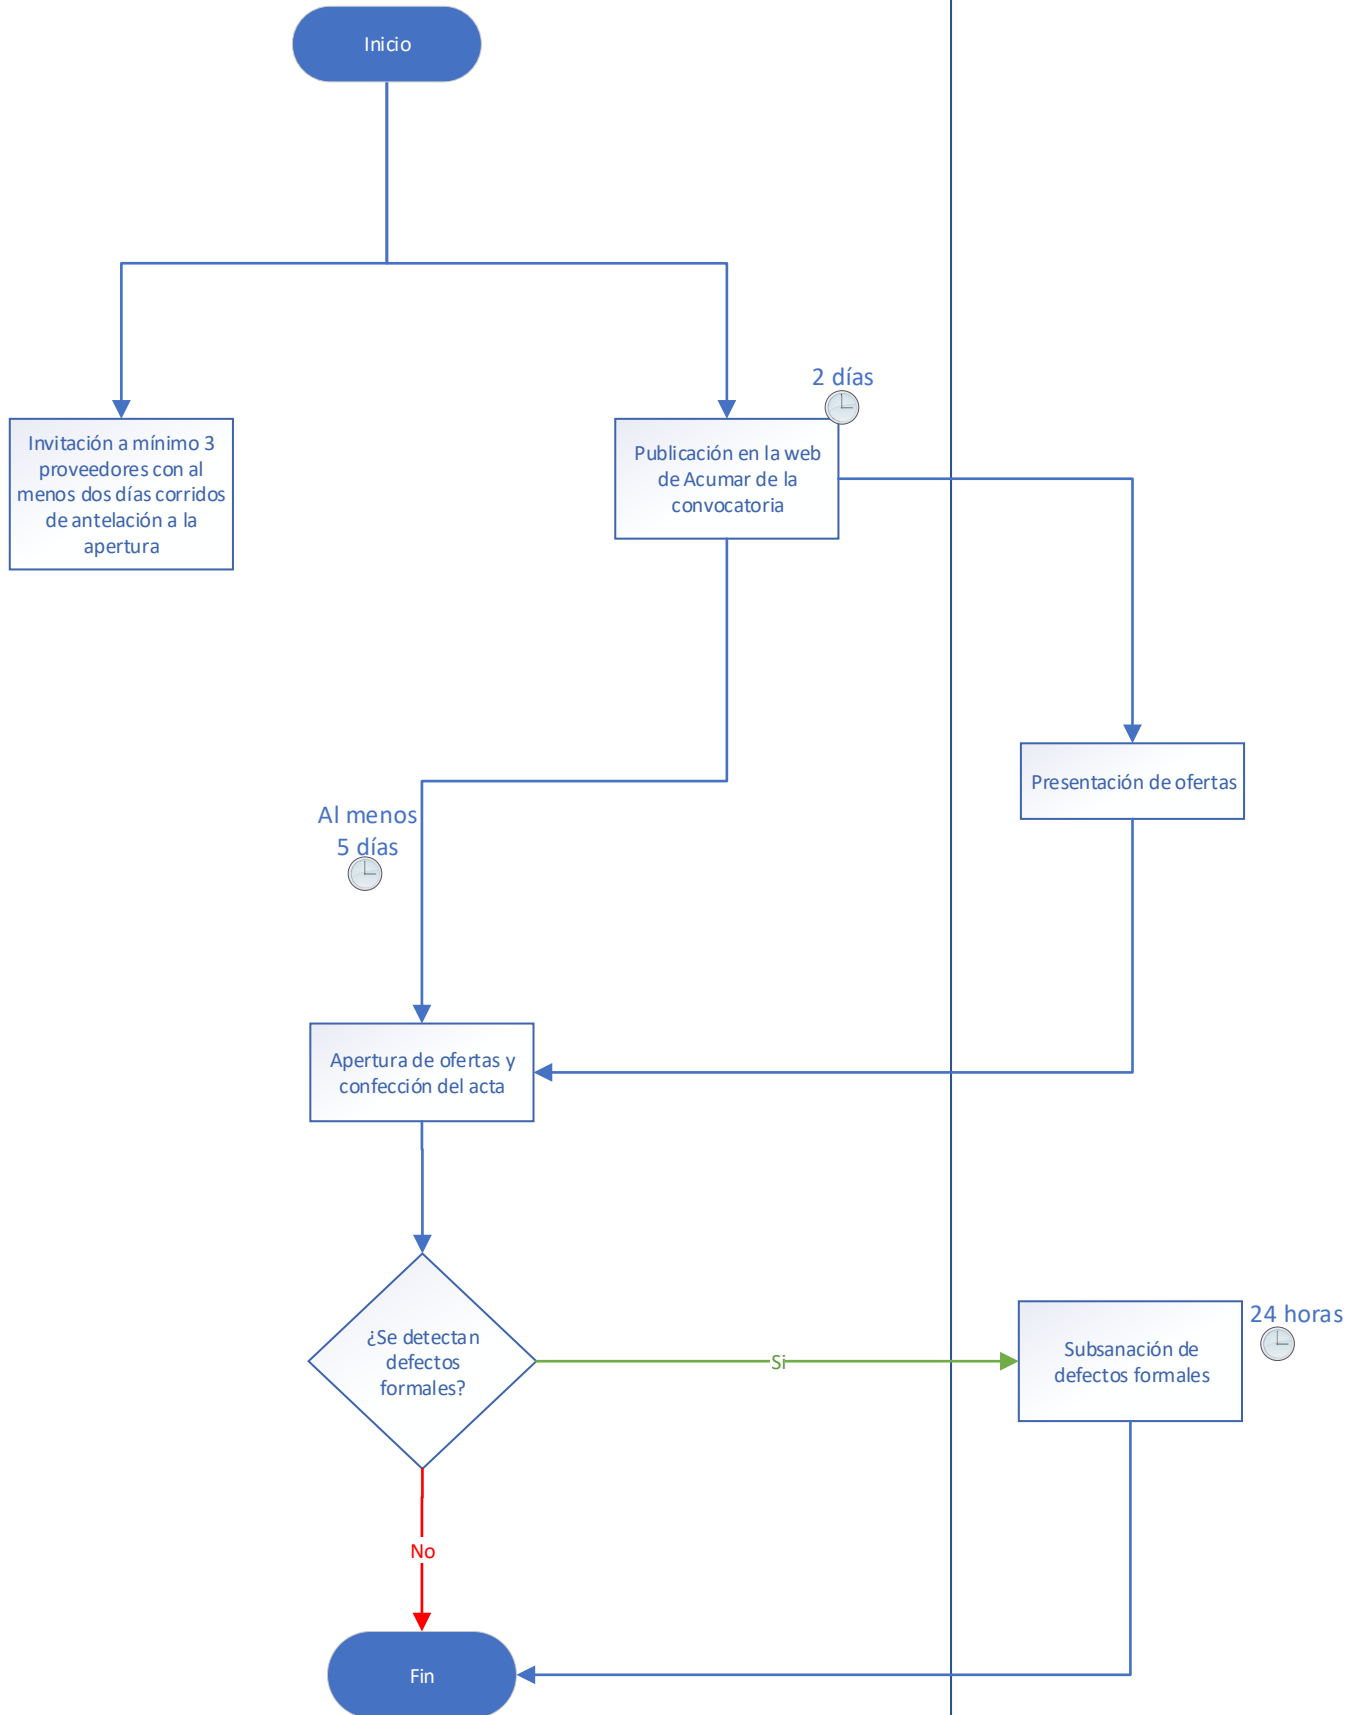 Inicio
2 días
Invitación a mínimo 3
proveedores con al
menos dos días corridos
de antelación a la
apertura
Publicación en la web
de Acumar de la
convocatoria
Presentación de ofertas
Al menos
5 días
Apertura de ofertas y
confección del acta
¿Se detectan
defectos
formales?
Si
24 horas
Subsanación de
defectos formales
No
Fin